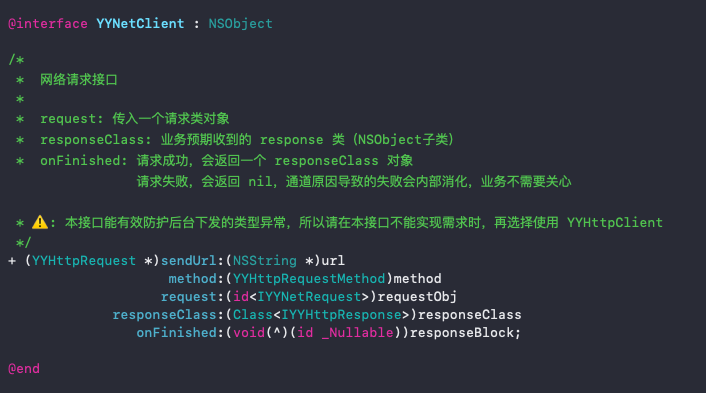 @interface YYNetClient : NSObject
/*
* 网络请求接口
*
* request: 传入一个请求类对象
* responseClass: 业务预期收到的 response 类（NSObject子类）
* onFinished: 请求成功，会返回一个 responseClass 对象
请求失败，会返回 nil，通道原因导致的失败会内部消化，业务不需要关心
* ⚠️: 本接口能有效防护后台下发的类型异常，所以请在本接口不能实现需求时，再选择使用 YYHttpClient
*/
+ (YYHttpRequest *)sendUrl:(NSString *)url
method:(YYHttpRequestMethod)method
request:(id<IYYNetRequest>)requestObj
responseClass:(Class<IYYHttpResponse>)responseClass
onFinished:(void(^)(id _Nullable))responseBlock;
@end